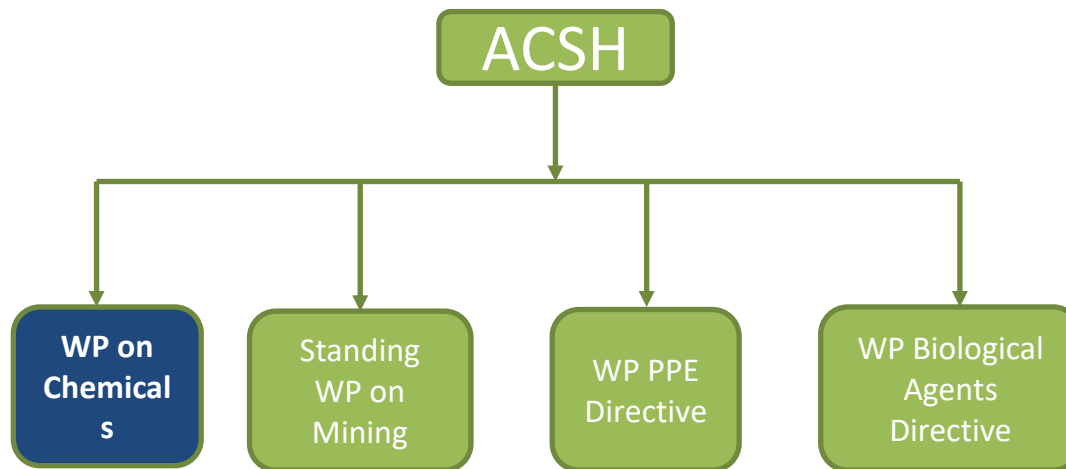 ACSH
WP on
Chemical
s
Standing
WP on
Mining
WP PPE
Directive
WP Biological
Agents
Directive